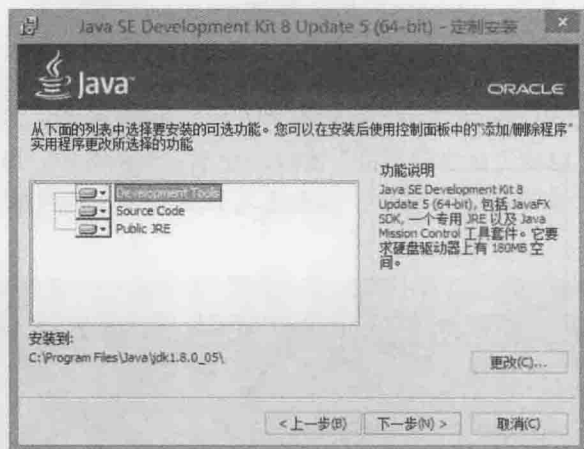 Java SE Development Kit 8 Update 5 (64-bit) - 定制安装
Java™
ORACLE
从下面的列表中选择要安装的可选功能。您可以在安装后使用控制面板中的“添加/删除程序”
实用程序更改所选择的功能
Development Tools
Source Code
Public JRE
功能说明
Java SE Development Kit 8
Update 5 (64-bit), 包括 JavaFX
SDK, 一个专用 JRE 以及 Java
Mission Control 工具套件。它要
求硬盘驱动器上有 180MB 空
间。
安装到:
C:\Program Files\Java\jdk1.8.0_05\
更改(C)...
<上一步(B)
下一步(N) >
取消(C)